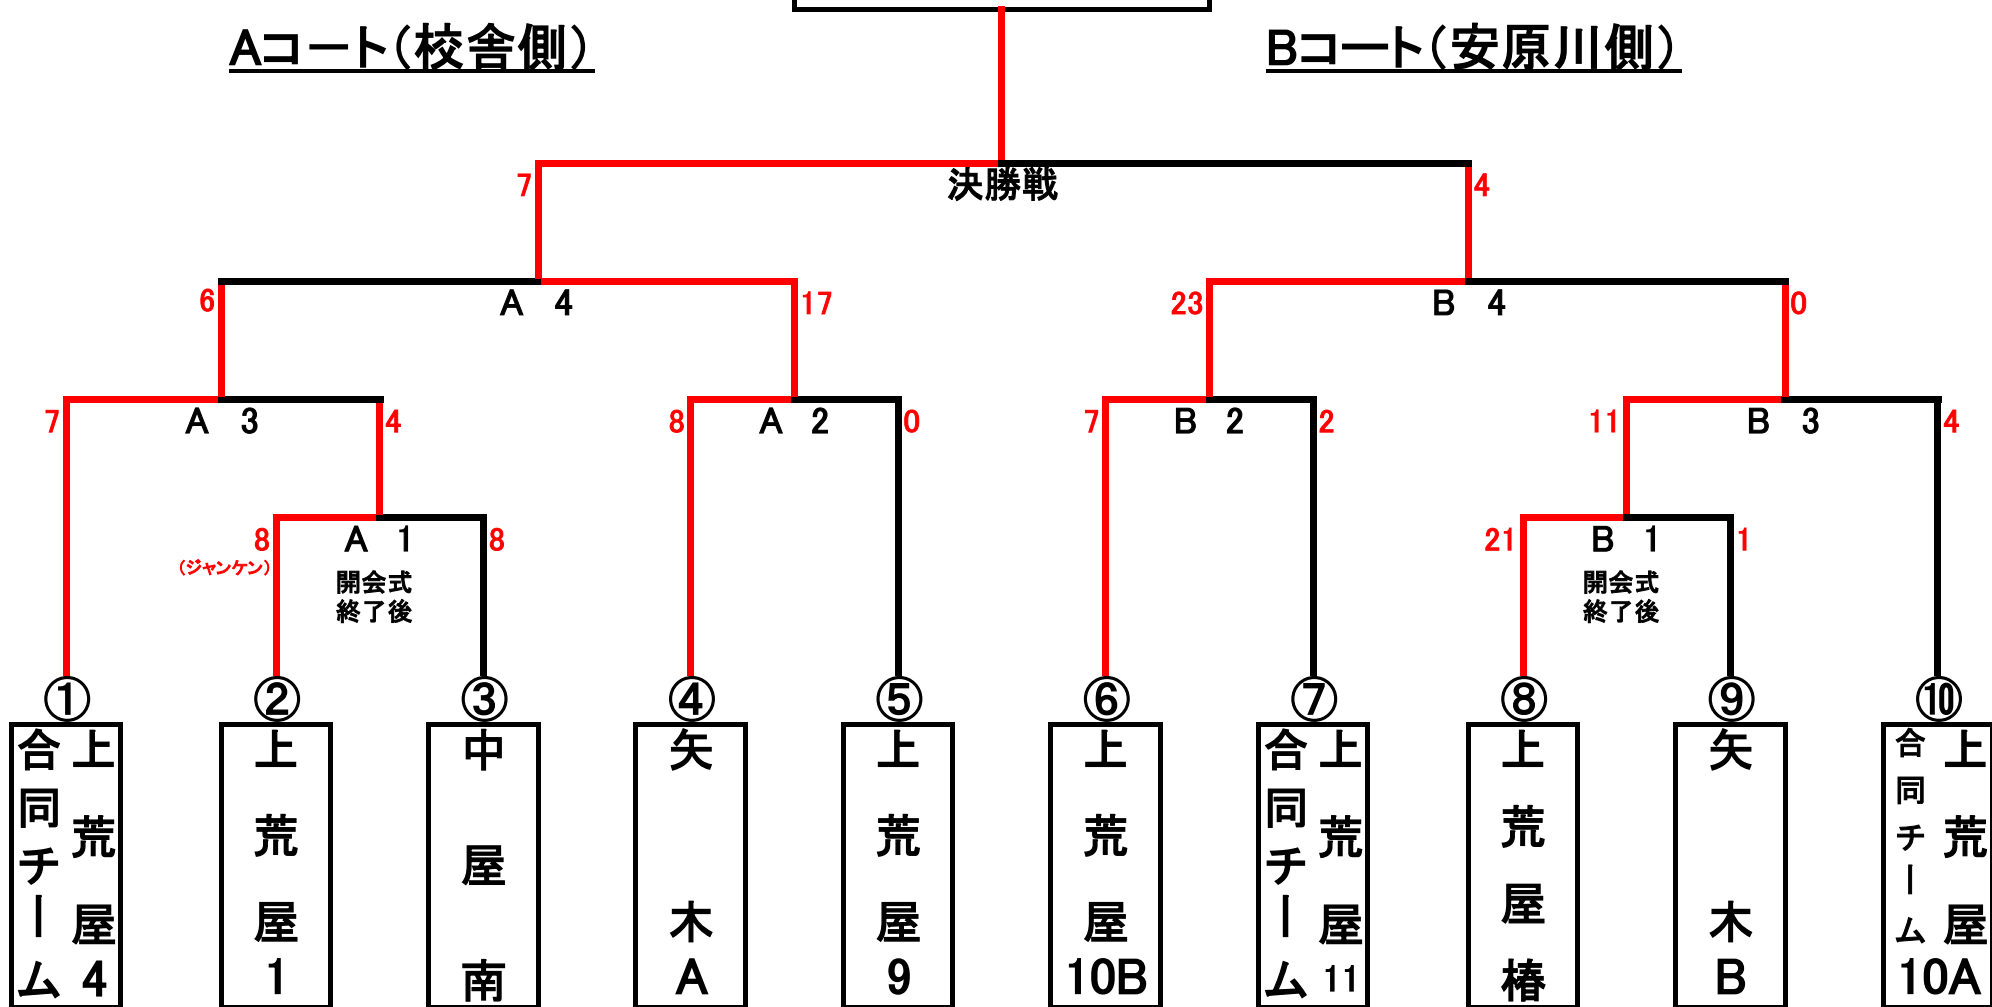 Aコート（校舎側）
Bコート（安原川側）
決勝戦
7
4
A 4
6
17
B 4
23
0
A 3
7
4
A 2
8
0
B 2
7
2
B 3
11
4
A 1
8
8
（ジャンケン）
開会式
終了後
B 1
21
1
開会式
終了後
①
②
③
④
⑤
⑥
⑦
⑧
⑨
⑩
上荒屋4
合同チーム
上荒屋1
中屋南
矢木A
上荒屋9
上荒屋10B
上荒屋11
合同チーム
上荒屋椿
矢木B
上荒屋10A
合同チーム